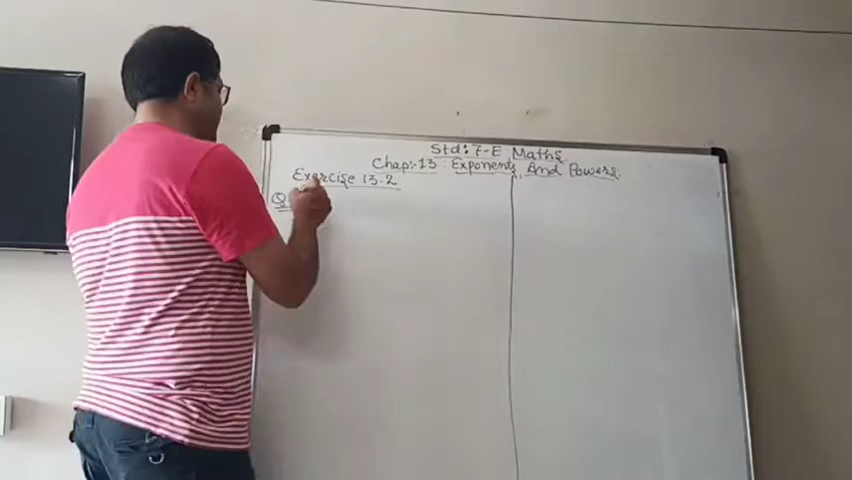 Std:7-E Maths
Chap:-13 Exponents And Powers
Exercise 13.2
Q